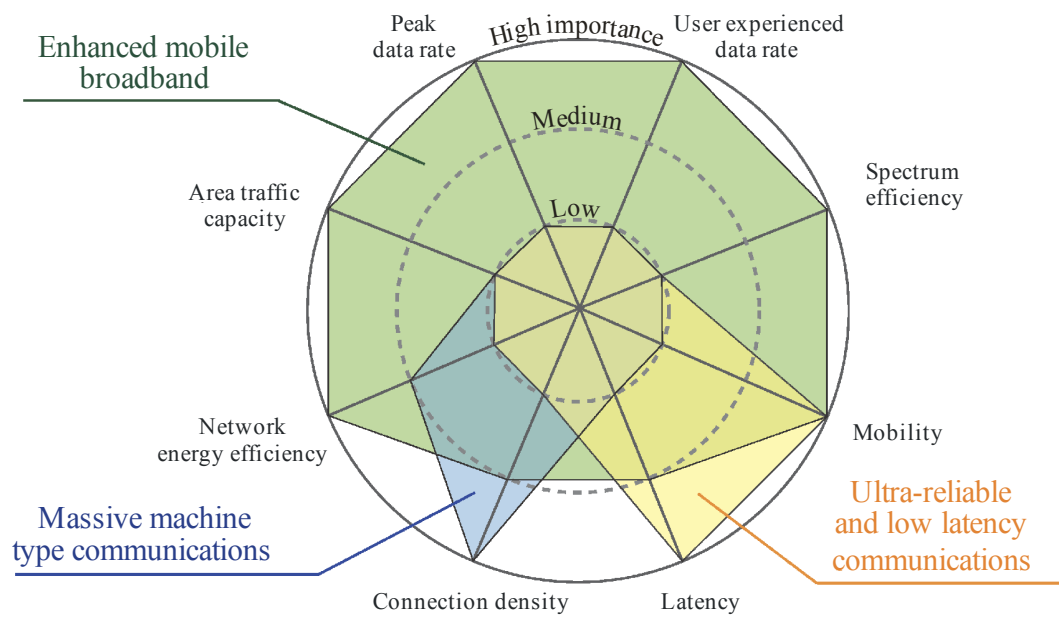 Peak
data rate
High importance
User experienced
data rate
Enhanced mobile
broadband
Medium
Spectrum
efficiency
Area traffic
capacity
Low
Network
energy efficiency
Mobility
Massive machine
type communications
Ultra-reliable
and low latency
communications
Connection density
Latency